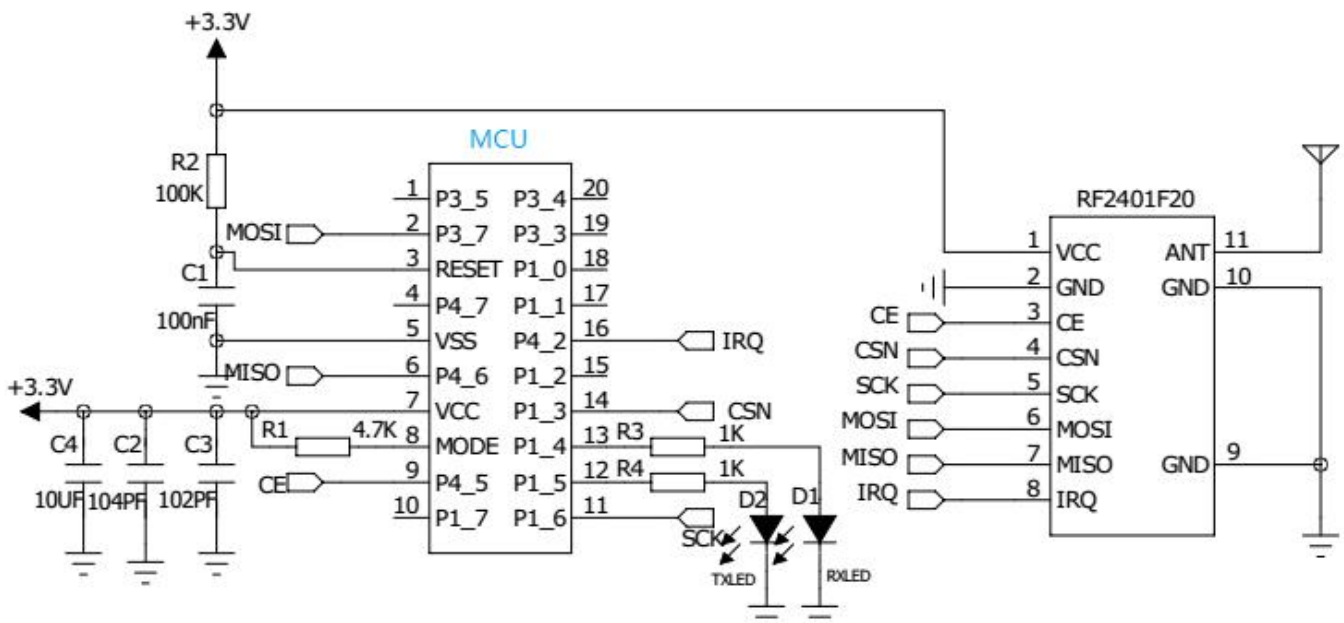 +3.3V
MCU
R2
100K
MOSI
C1
100nF
MISO
+3.3V
C4
10UF
C2
104PF
C3
102PF
R1
4.7K
CE
1 P3_5 P3_4 20
2 P3_7 P3_3 19
3 RESET P1_0 18
4 P4_7 P1_1 17
5 VSS P4_2 16
6 P4_6 P1_2 15
7 VCC P1_3 14
8 MODE P1_4 13
9 P4_5 P1_5 12
10 P1_7 P1_6 11
IRQ
CSN
R3
1K
R4
1K
SCK
D2
D1
TXLED
RXLED
RF2401F20
1 VCC ANT 11
2 GND GND 10
CE 3 CE
CSN 4 CSN
SCK 5 SCK
MOSI 6 MOSI
MISO 7 MISO GND 9
IRQ 8 IRQ